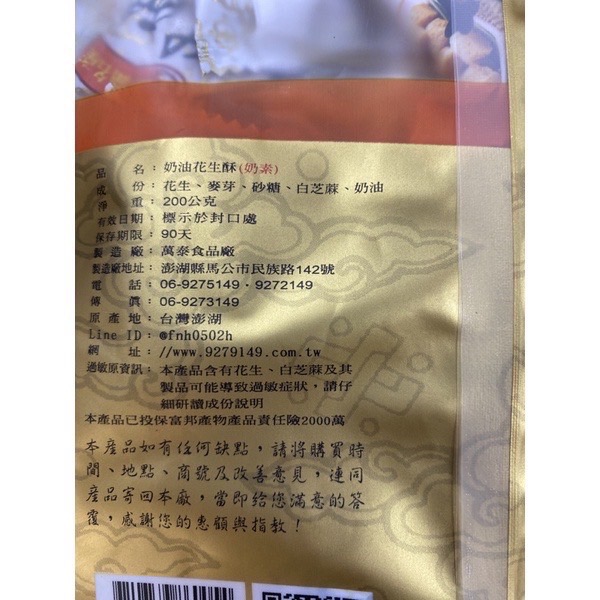 品名：奶油花生酥(奶素)
成份：花生、麥芽、砂糖、白芝蔴、奶油
淨重：200公克
有效日期：標示於封口處
保存期限：90天
製造廠：萬泰食品廠
製造廠地址：澎湖縣馬公市民族路142號
電話：06-9275149・9272149
傳真：06-9273149
原產地：台灣澎湖
Line ID：@fnh0502h
網址：//www.9279149.com.tw
過敏原資訊：本產品含有花生、白芝蔴及其
製品可能導致過敏症狀，請仔
細研讀成份說明
本產品已投保富邦產物產品責任險2000萬
本產品如有任何缺點，請將購買時
間、地點、商號及改善意見，連同
產品寄回本廠，當即給您滿意的答
覆，感謝您的惠顧與指教！